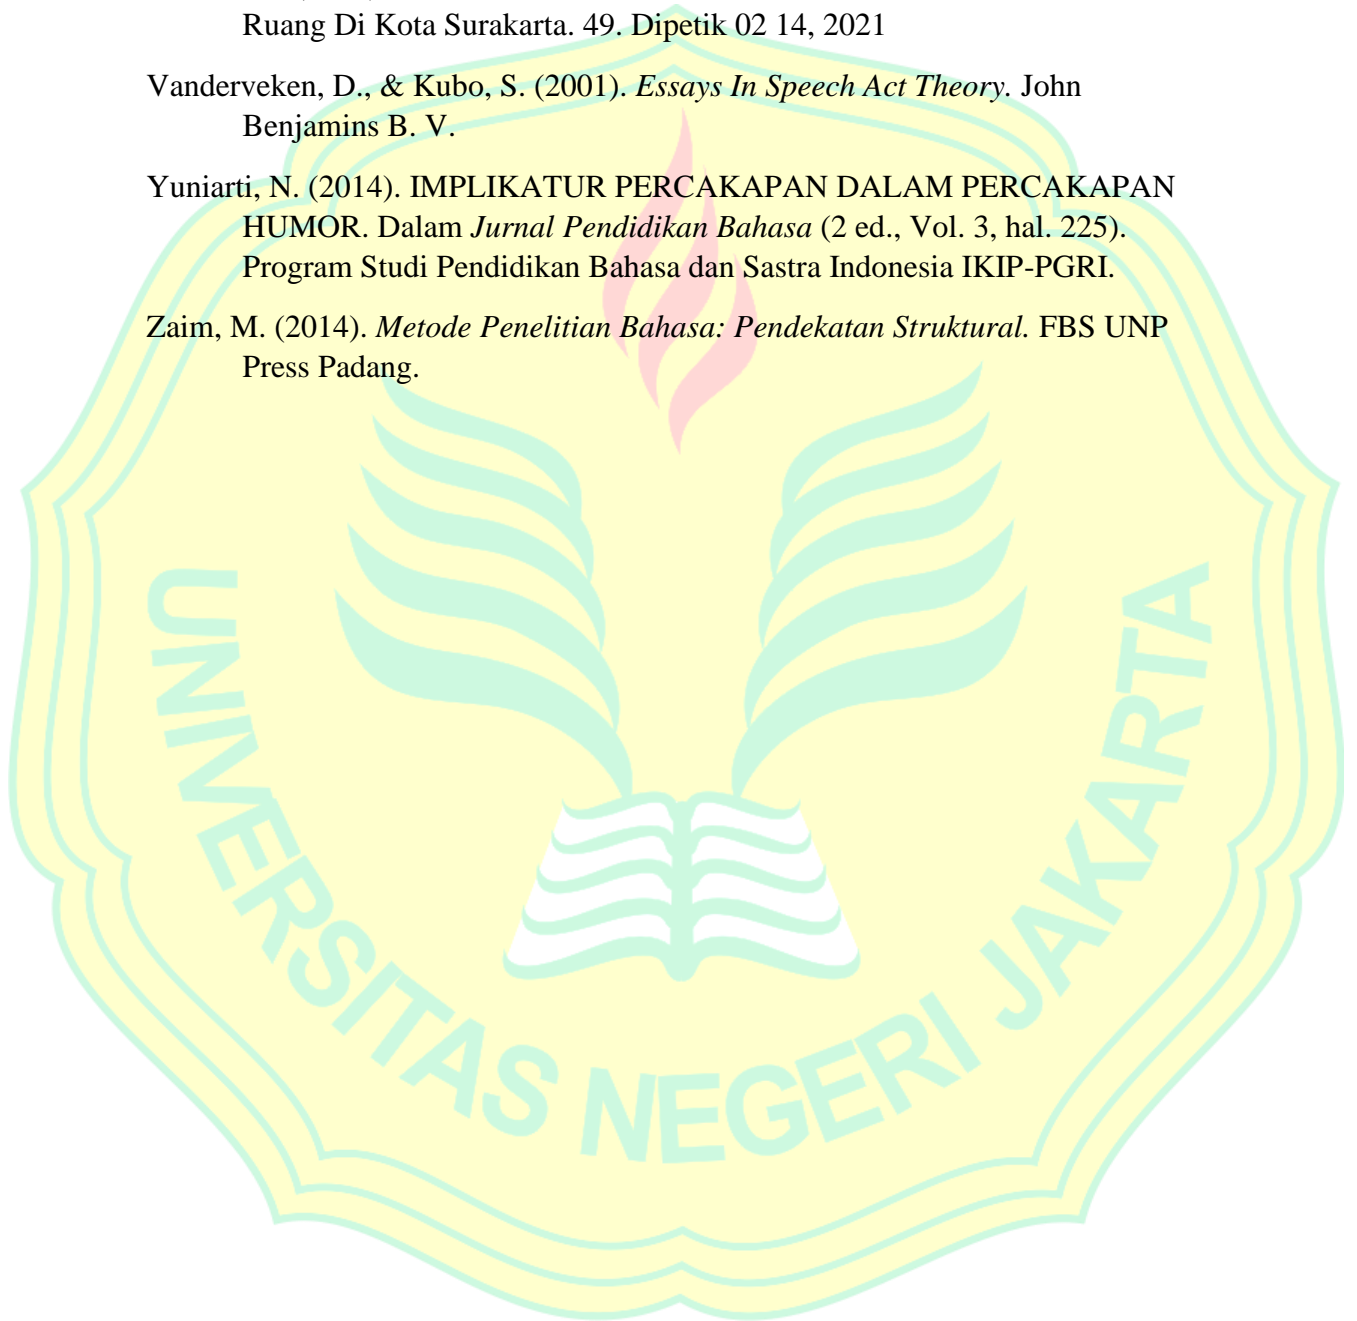 Ruang Di Kota Surakarta. 49. Dipetik 02 14, 2021
Vanderveken, D., & Kubo, S. (2001). Essays In Speech Act Theory. John
Benjamins B. V.
Yuniarti, N. (2014). IMPLIKATUR PERCAKAPAN DALAM PERCAKAPAN
HUMOR. Dalam Jurnal Pendidikan Bahasa (2 ed., Vol. 3, hal. 225).
Program Studi Pendidikan Bahasa dan Sastra Indonesia IKIP-PGRI.
Zaim, M. (2014). Metode Penelitian Bahasa: Pendekatan Struktural. FBS UNP
Press Padang.
UNIVERSITAS NEGERI JAKARTA